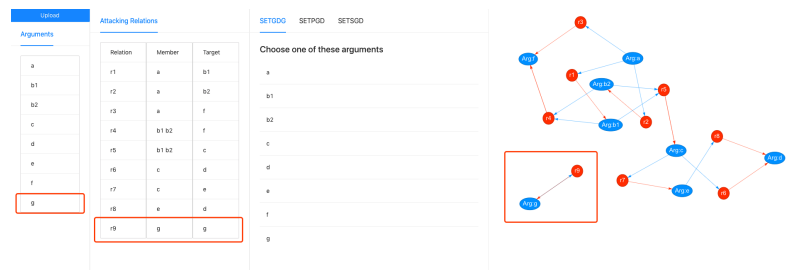 Upload
Arguments
a
b1
b2
c
d
e
f
g
Attacking Relations
Relation Member Target
r1 a b1
r2 a b2
r3 a f
r4 b1 b2 f
r5 b1 b2 c
r6 c d
r7 c e
r8 e d
r9 g g
SETGDG SETPGD SETSGD
Choose one of these arguments
a
b1
b2
c
d
e
f
g
r3
Arg:f
Arg:a
r1
Arg:b2
r5
r4
Arg:b1
r2
r8
Arg:c
Arg:d
r9
r7
Arg:e
r6
Arg:g